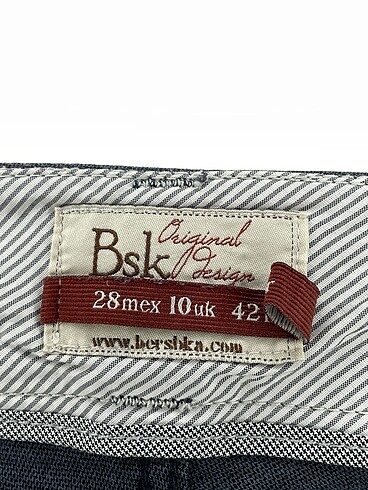 Bsk Original design
28mex 10uk 42
www.bershka.com